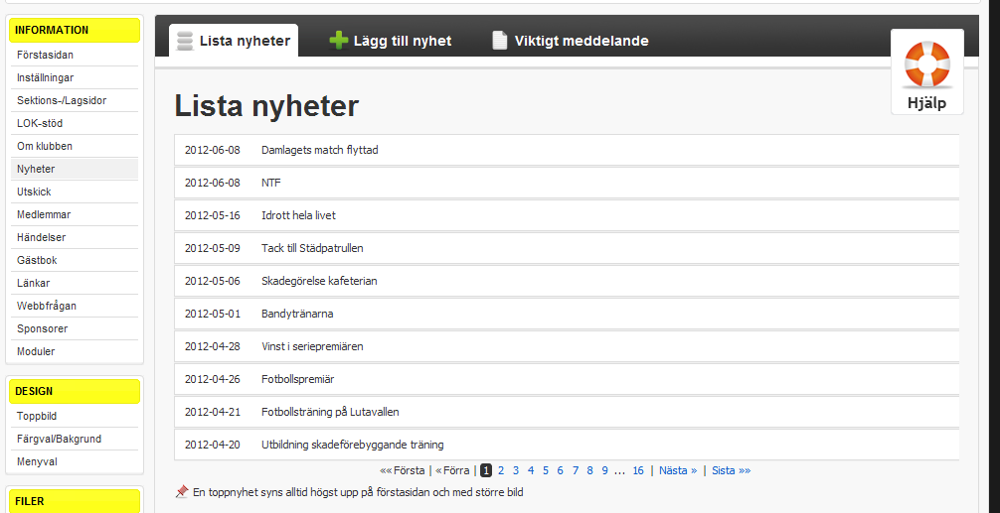 INFORMATION
Förstasidan
Inställningar
Sektions-/Lagsidor
LOK-stöd
Om klubben
Nyheter
Utskick
Medlemmar
Händelser
Gästbok
Länkar
Webbfrågan
Sponsorer
Moduler
DESIGN
Toppbild
Färgval/Bakgrund
Menyval
FILER
Lista nyheter
Lägg till nyhet
Viktigt meddelande
Hjälp
Lista nyheter
2012-06-08 Damlagets match flyttad
2012-06-08 NTF
2012-05-16 Idrott hela livet
2012-05-09 Tack till Städpatrullen
2012-05-06 Skadegörelse kafeterian
2012-05-01 Bandytränarna
2012-04-28 Vinst i seriepremiären
2012-04-26 Fotbollspremiär
2012-04-21 Fotbollsträning på Lutavallen
2012-04-20 Utbildning skadeförebyggande träning
«« Första | « Förra | 1 2 3 4 5 6 7 8 9 ... 16 | Nästa » | Sista »»
En toppnyhet syns alltid högst upp på förstasidan och med större bild